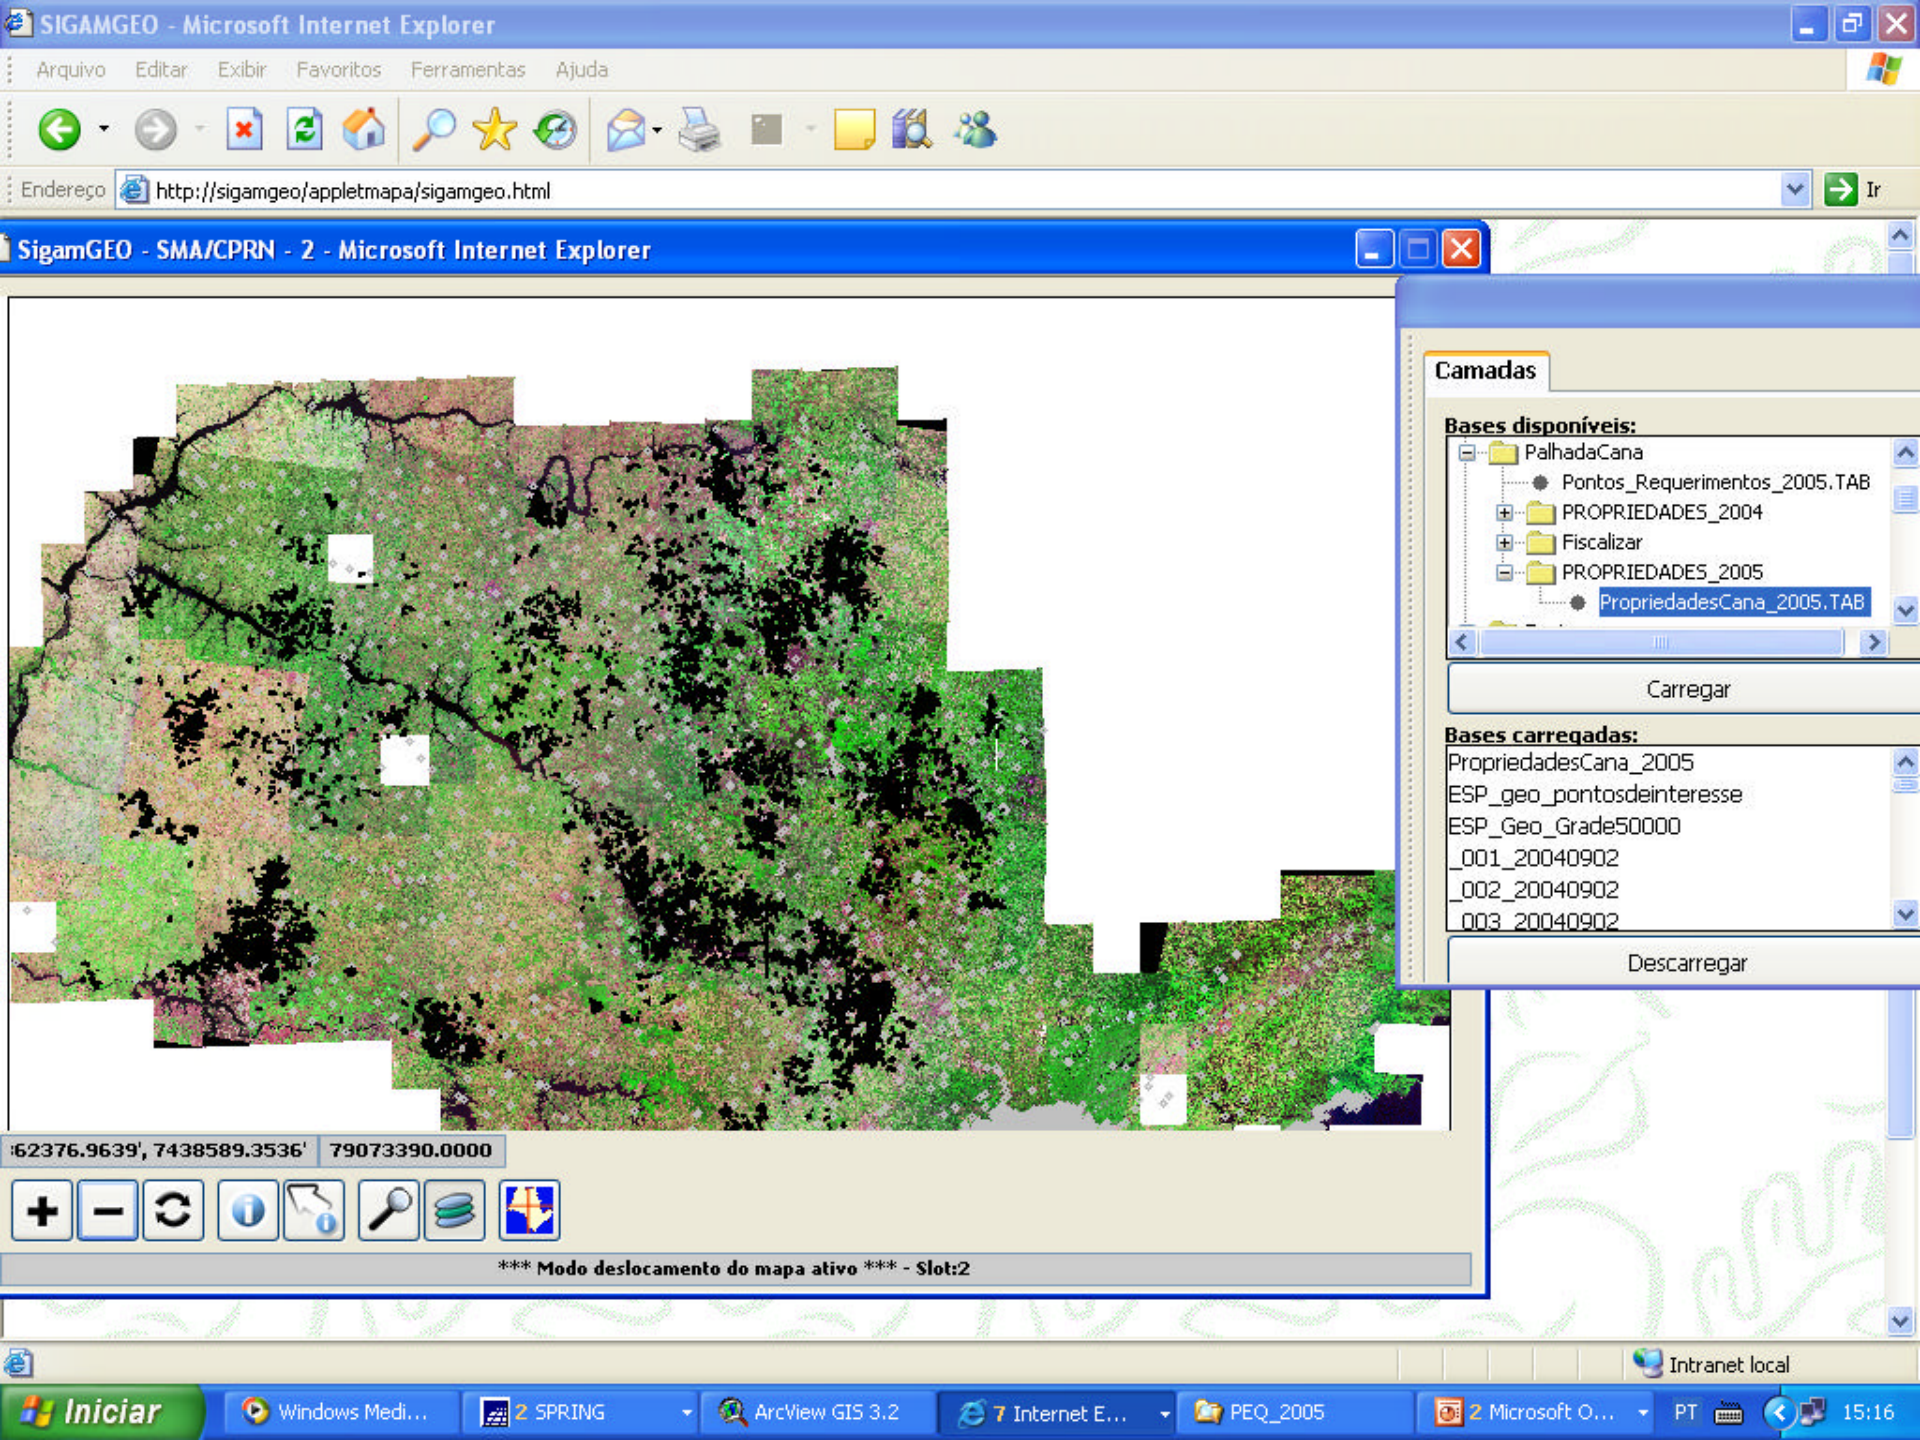 SIGAMGEO - Microsoft Internet Explorer
Arquivo Editar Exibir Favoritos Ferramentas Ajuda
Endereço http://sigamgeo/appletmapa/sigamgeo.html Ir
SigamGEO - SMA/CPRN - 2 - Microsoft Internet Explorer
Camadas
Bases disponíveis:
PalhadaCana
Pontos_Requerimentos_2005.TAB
PROPRIEDADES_2004
Fiscalizar
PROPRIEDADES_2005
PropriedadesCana_2005.TAB
Carregar
Bases carregadas:
PropriedadesCana_2005
ESP_geo_pontosdeinteresse
ESP_Geo_Grade50000
_001_20040902
_002_20040902
_003_20040902
Descarregar
62376.9639', 7438589.3536' 79073390.0000
*** Modo deslocamento do mapa ativo *** - Slot:2
Intranet local
Iniciar Windows Medi... 2 SPRING ArcView GIS 3.2 7 Internet E... PEQ_2005 2 Microsoft O... PT 15:16